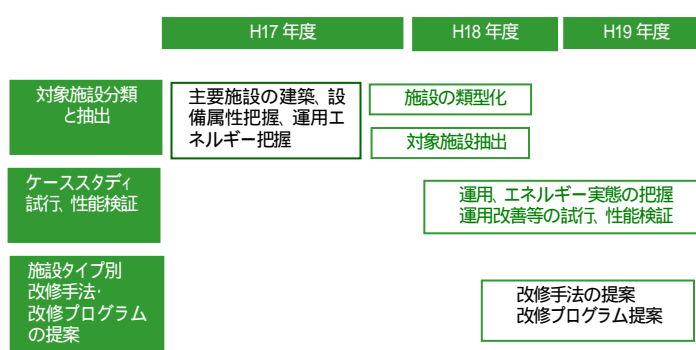 H17 年度
H18 年度
H19 年度
対象施設分類
と抽出
主要施設の建築、設
備属性把握、運用エ
ネルギー把握
施設の類型化
対象施設抽出
ケーススタディ
試行、性能検証
運用、エネルギー実態の把握
運用改善等の試行、性能検証
施設タイプ別
改修手法・
改修プログラム
の提案
改修手法の提案
改修プログラム提案